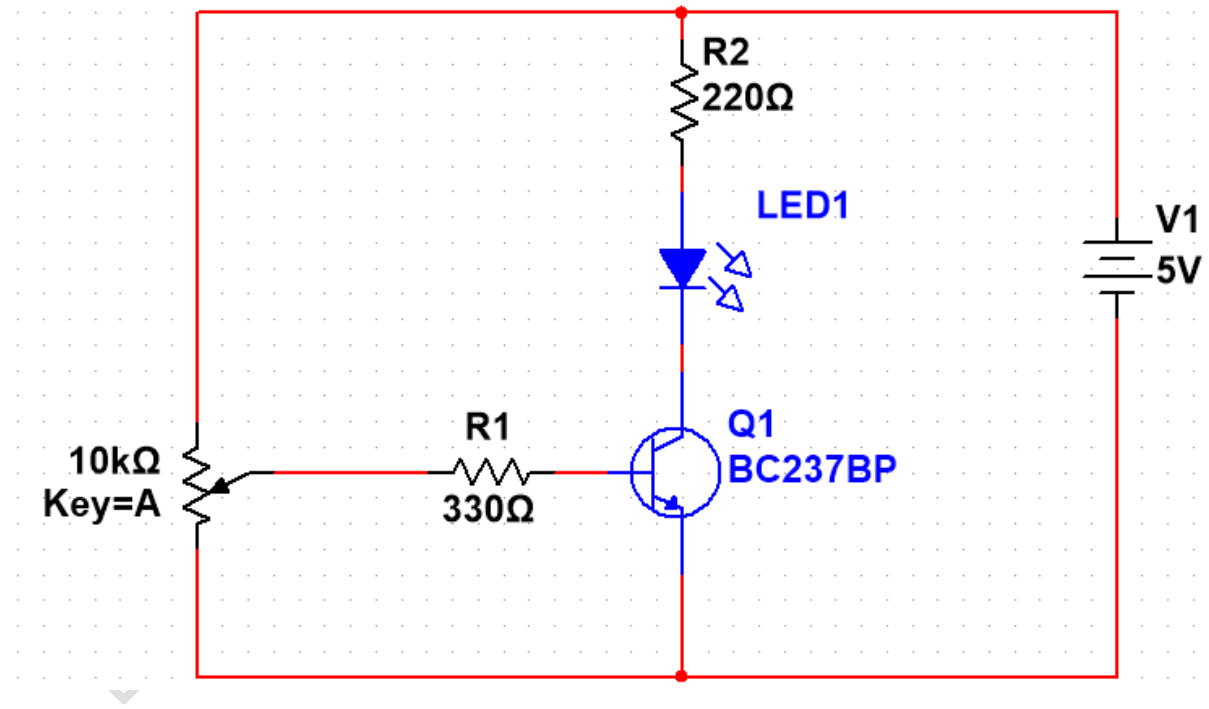 R2
220Ω
LED1
V1
5V
R1
330Ω
Q1
BC237BP
10kΩ
Key=A